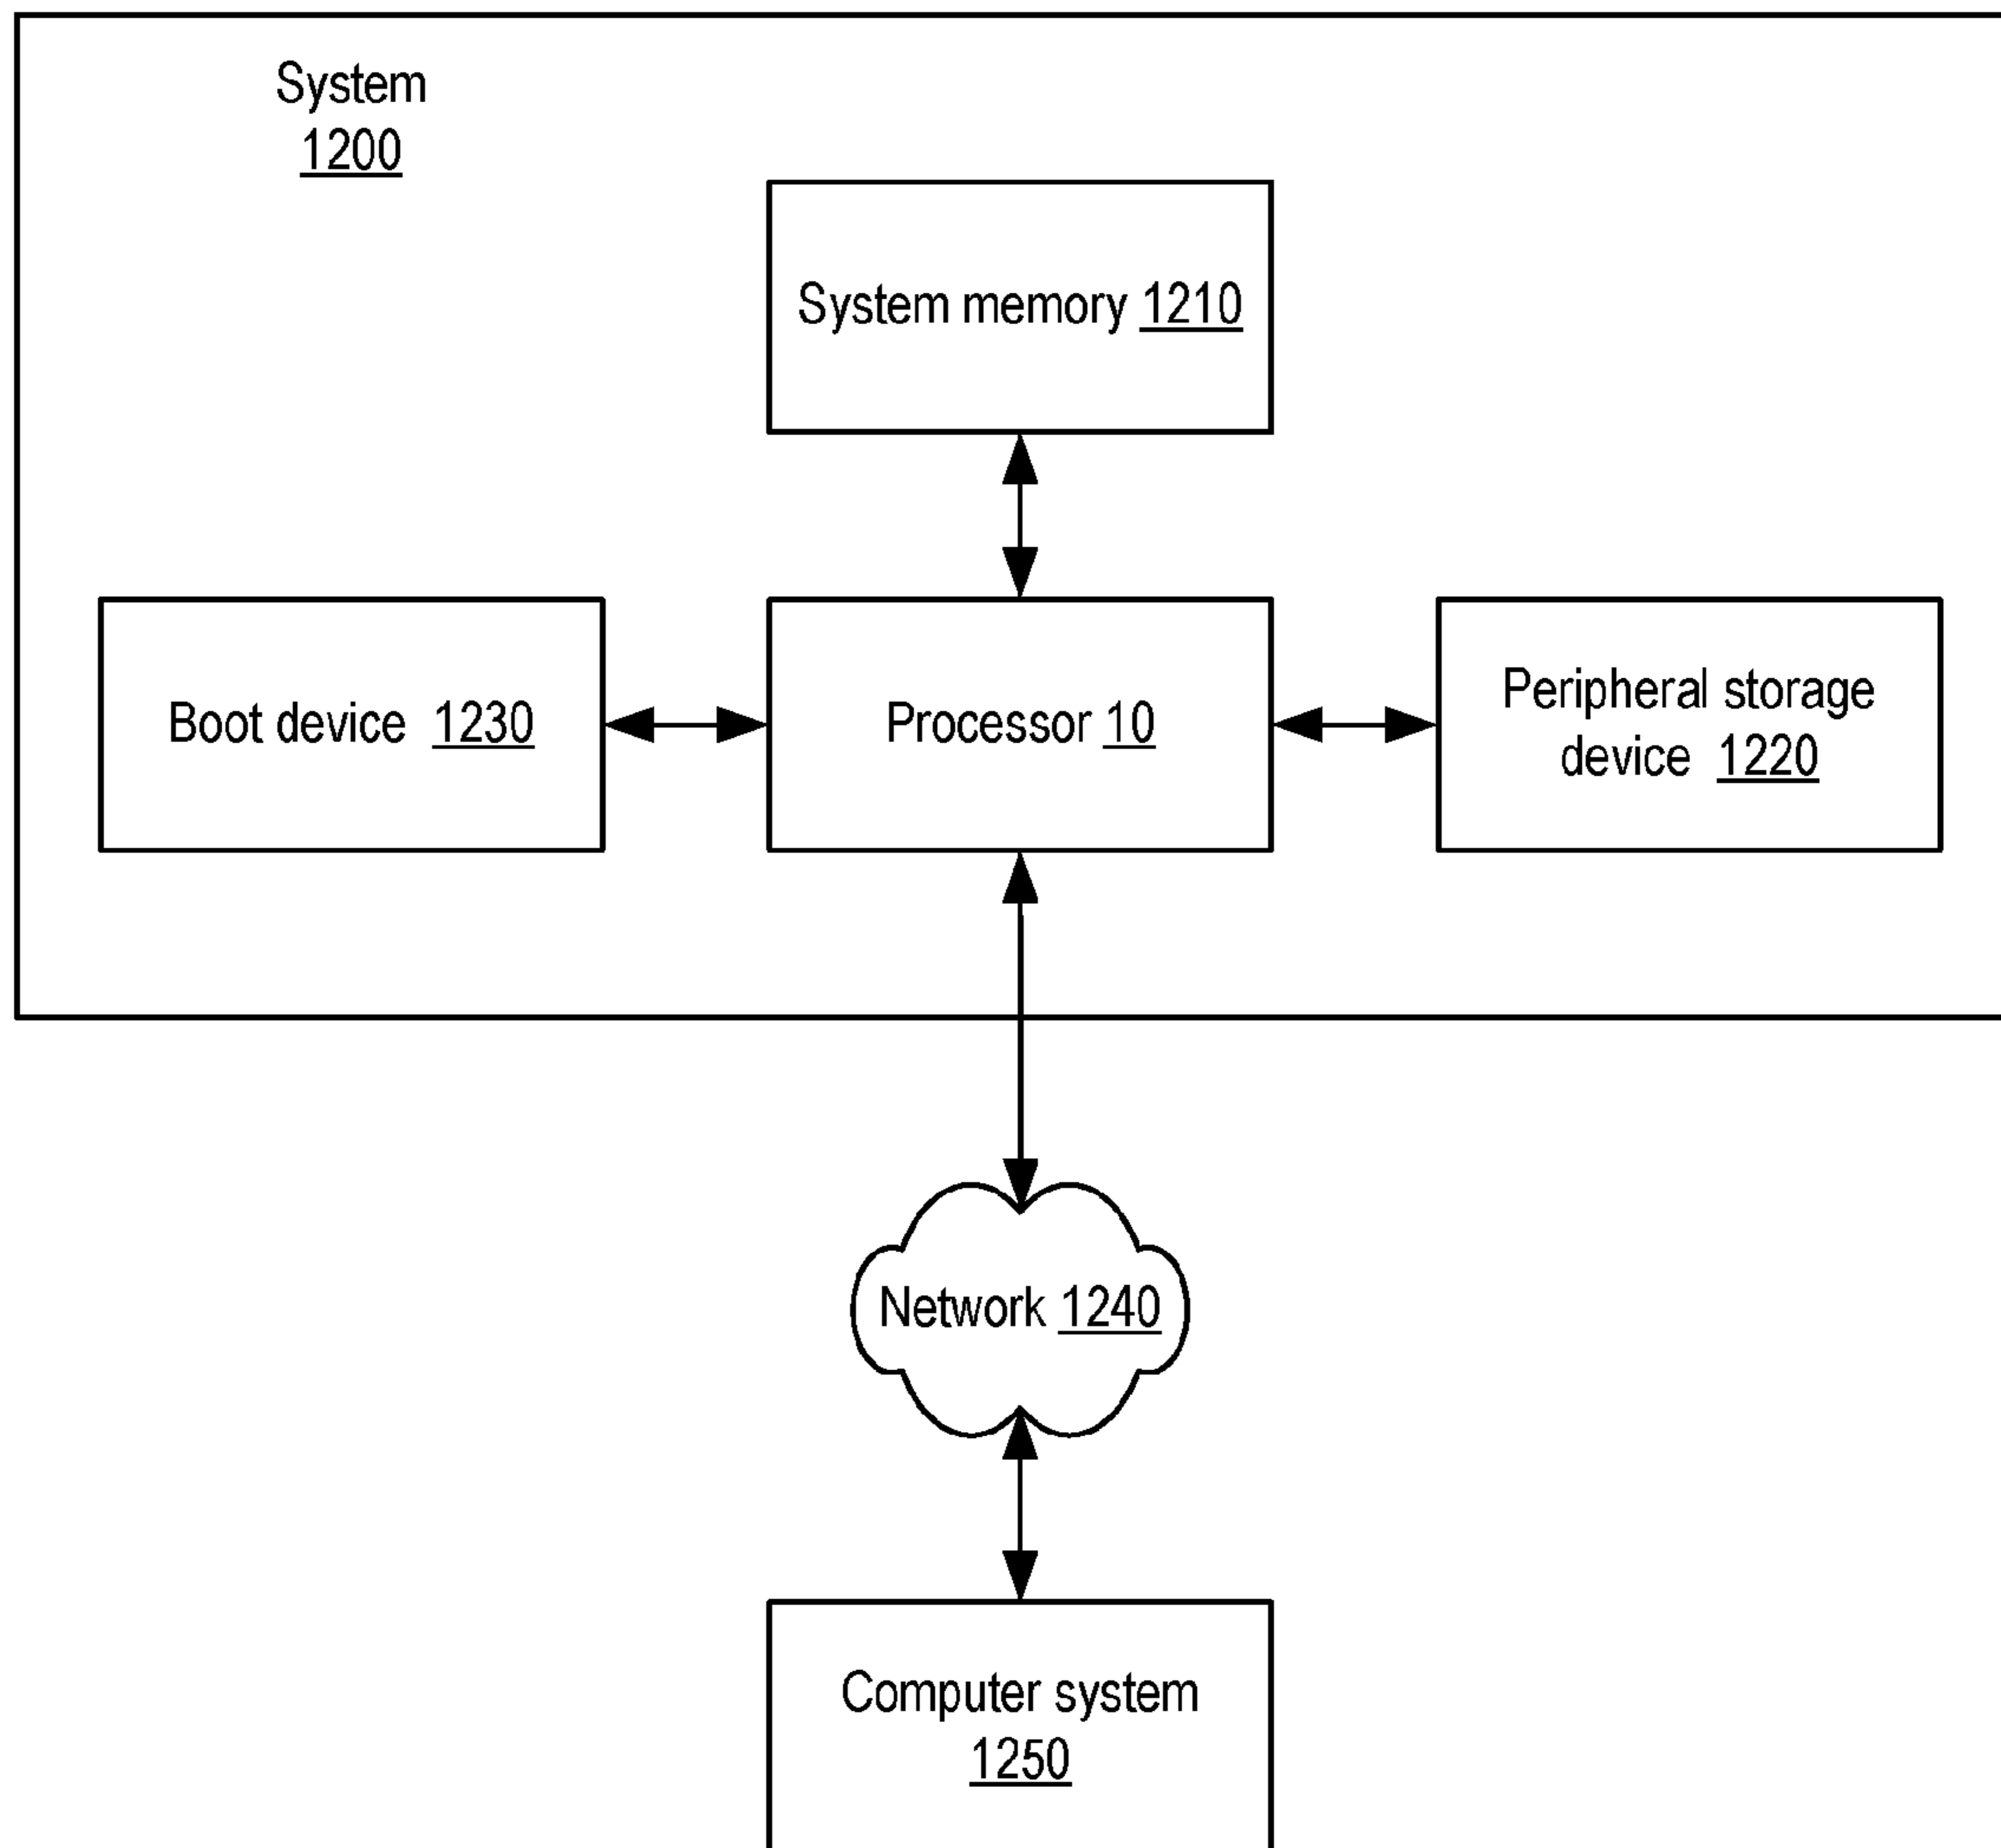 System
1200
System memory 1210
Boot device 1230
Processor 10
Peripheral storage
device 1220
Network 1240
Computer system
1250